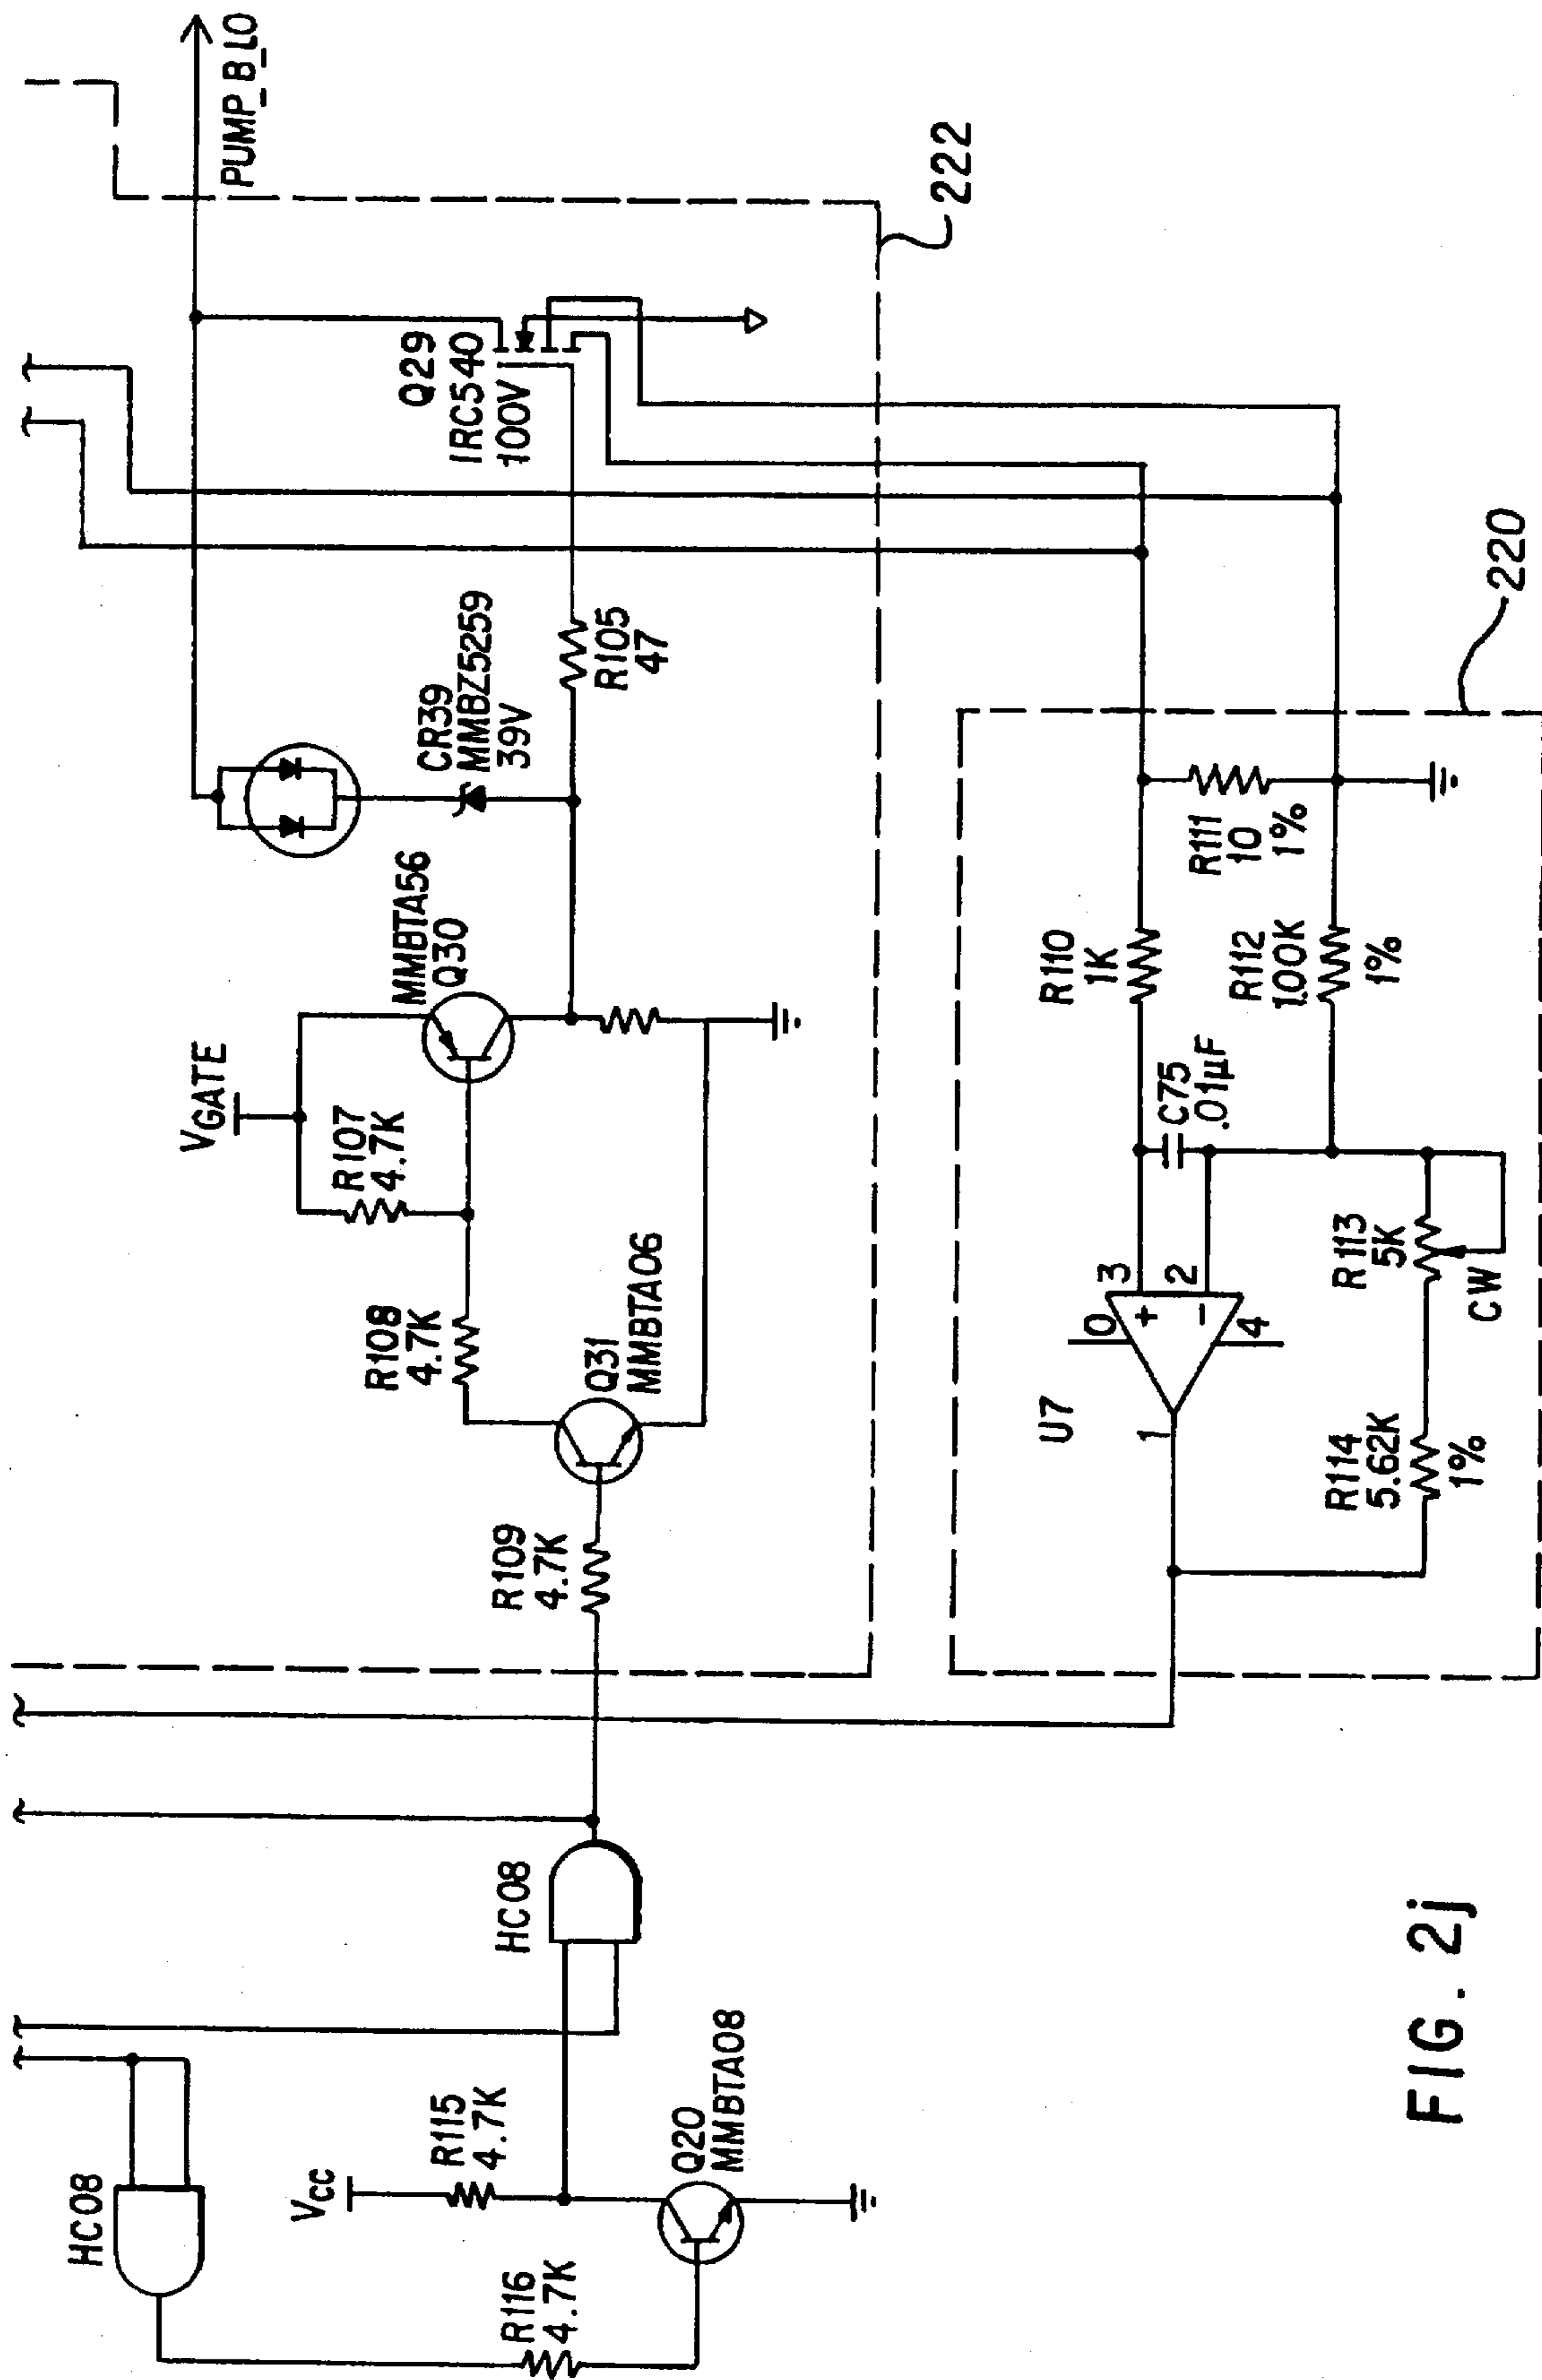 PUMP_B_LO
222
Q29
IRC540
100V
CR39
MMBZ5259
39V
R105
47
MMBTA56
Q30
VGATE
R107
4.7K
R108
4.7K
Q31
MMBTA06
R109
4.7K
HC08
HC08
VCC
R115
4.7K
Q20
MMBTA08
R116
4.7K
220
R111
10
1%
R110
1K
R112
1.00K
1%
C75
.01µF
U7
0
3
+
2
−
4
1
R113
5K
CW
R114
5.62K
1%
FIG. 2j